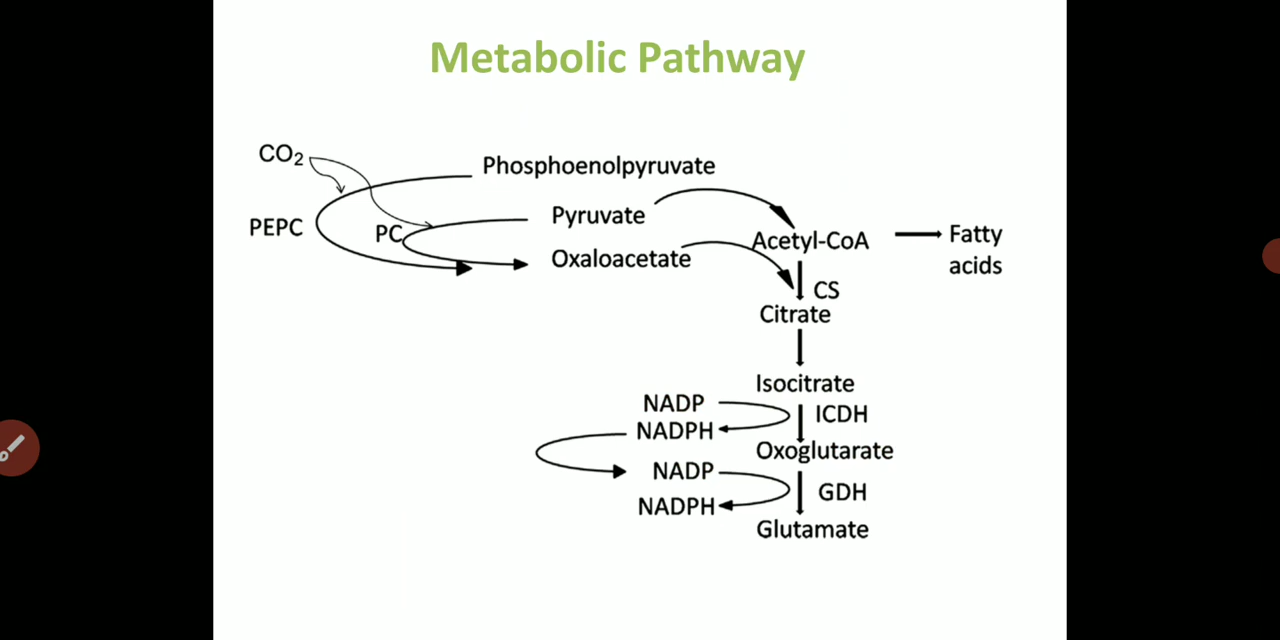 Metabolic Pathway
CO₂
Phosphoenolpyruvate
Pyruvate
PEPC
PC
Acetyl-CoA
Fatty
acids
Oxaloacetate
CS
Citrate
Isocitrate
NADP
ICDH
NADPH
Oxoglutarate
NADP
GDH
NADPH
Glutamate